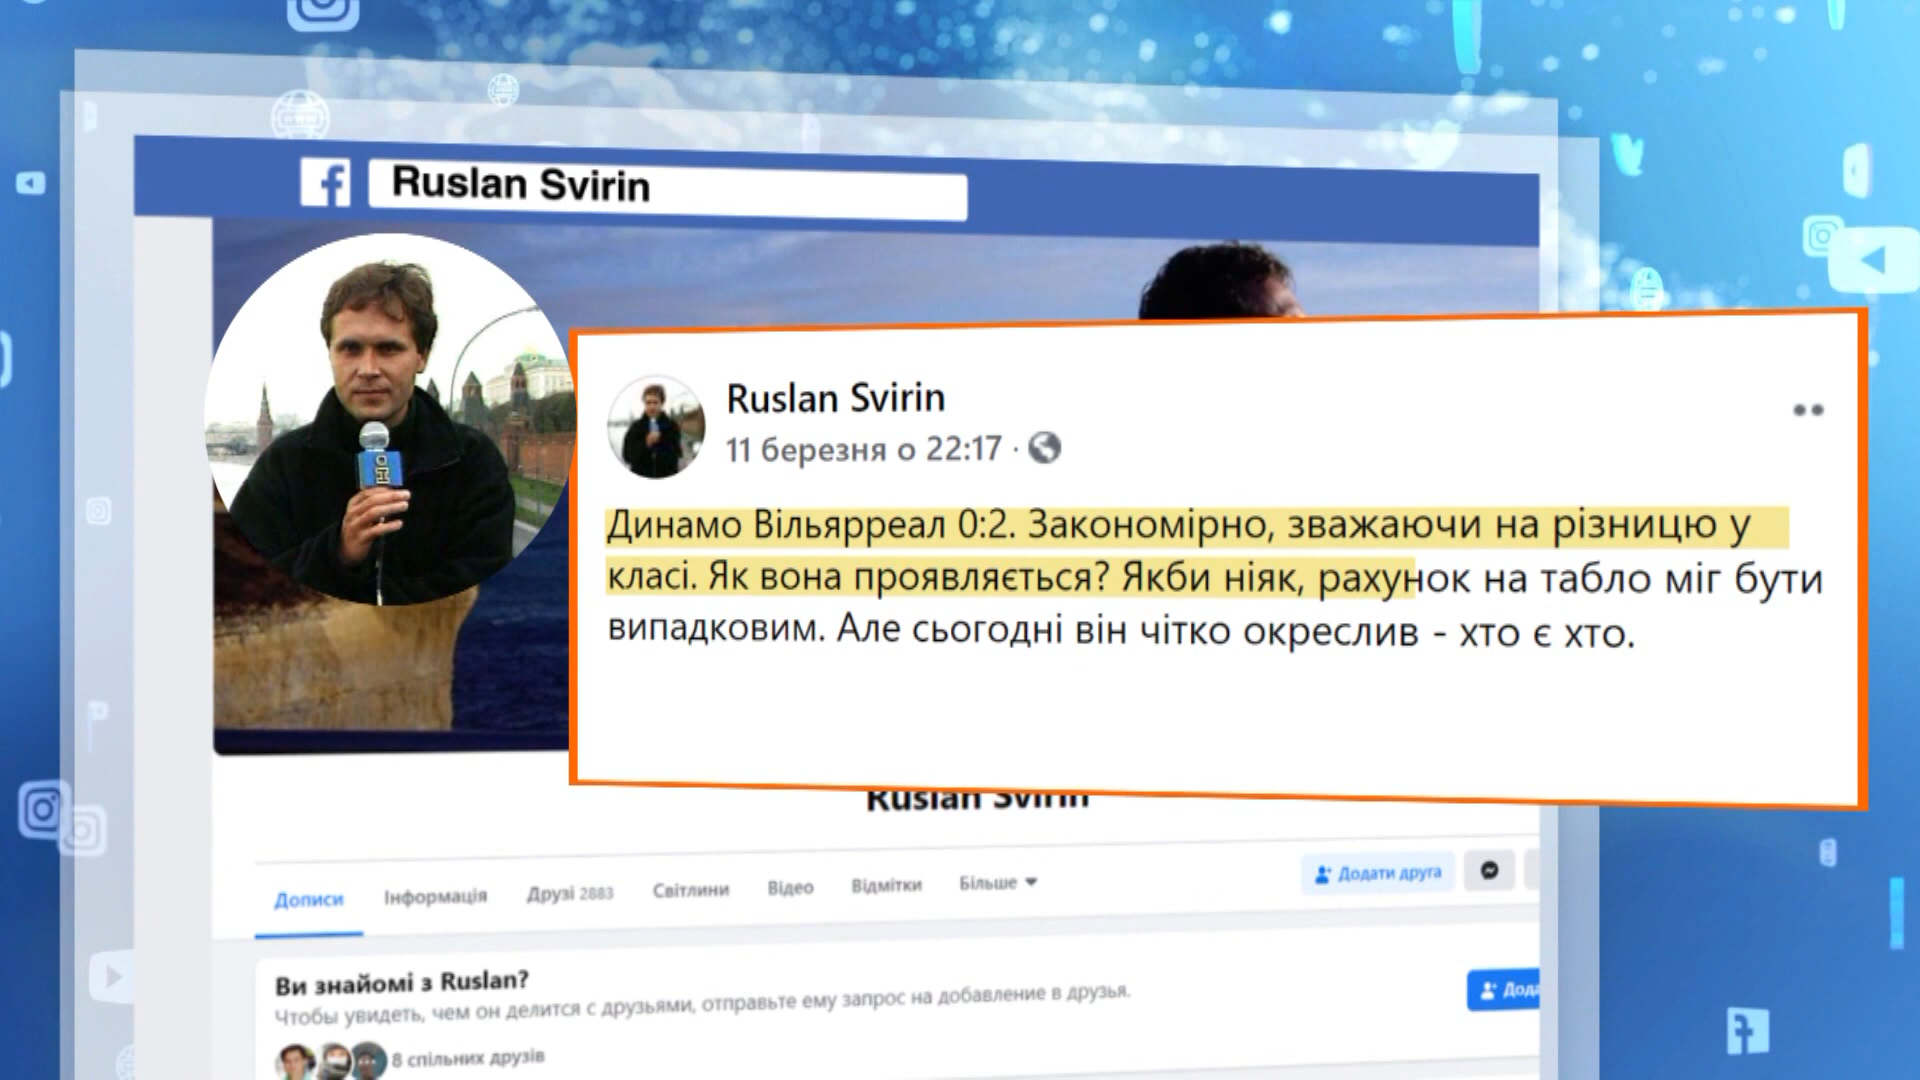 Ruslan Svirin
Ruslan Svirin
11 березня о 22:17 ·
Динамо Вільярреал 0:2. Закономірно, зважаючи на різницю у
класі. Як вона проявляється? Якби ніяк, рахунок на табло міг бути
випадковим. Але сьогодні він чітко окреслив - хто є хто.
Ruslan Svirin
Дописи Інформація Друзі 2883 Світлини Відео Відмітки Більше
Додати друга
Ви знайомі з Ruslan?
Чтобы увидеть, чем он делится с друзьями, отправьте ему запрос на добавление в друзья.
Дода
8 спільних друзів